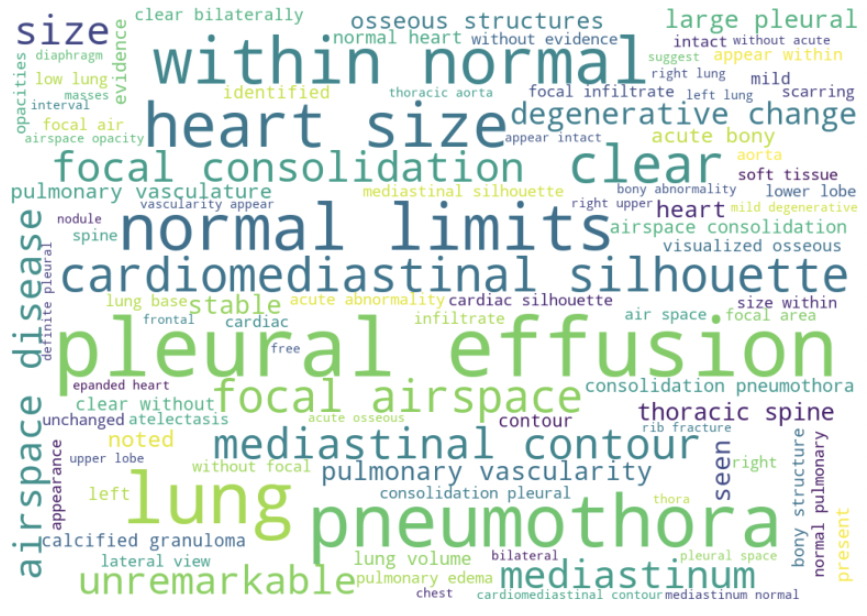 size
clear bilaterally
osseous structures
large pleural
diaphragm
evidence
within normal
normal heart
without evidence
intact
without acute
opacities
low lung
suggest
appear within
masses
identified
thoracic aorta
right lung
mild
interval
heart size
focal infiltrate
left lung
scarring
focal air
degenerative change
airspace opacity
appear intact
acute bony
focal consolidation
clear
aorta
soft tissue
pulmonary vasculature
mediastinal silhouette
bony abnormality
lower lobe
vascularity appear
right upper
heart
mild degenerative
nodule
normal limits
airspace consolidation
spine
visualized osseous
airspace disease
definite pleural
cardiomediastinal silhouette
lung base
stable
acute abnormality
cardiac silhouette
size within
frontal
cardiac
infiltrate
air space
focal area
pleural effusion
free
epanded heart
focal airspace
consolidation pneumothora
clear without
unchanged
atelectasis
acute osseous
contour
thoracic spine
noted
mediastinal contour
rib fracture
appearance
upper lobe
without focal
pulmonary vascularity
seen
right
bony structure
normal pulmonary
left
lung
consolidation pleural
thora
present
calcified granuloma
pneumothora
lateral view
lung volume
bilateral
pleural space
unremarkable
pulmonary edema
mediastinum
chest
cardiomediastinal contour
mediastinum normal